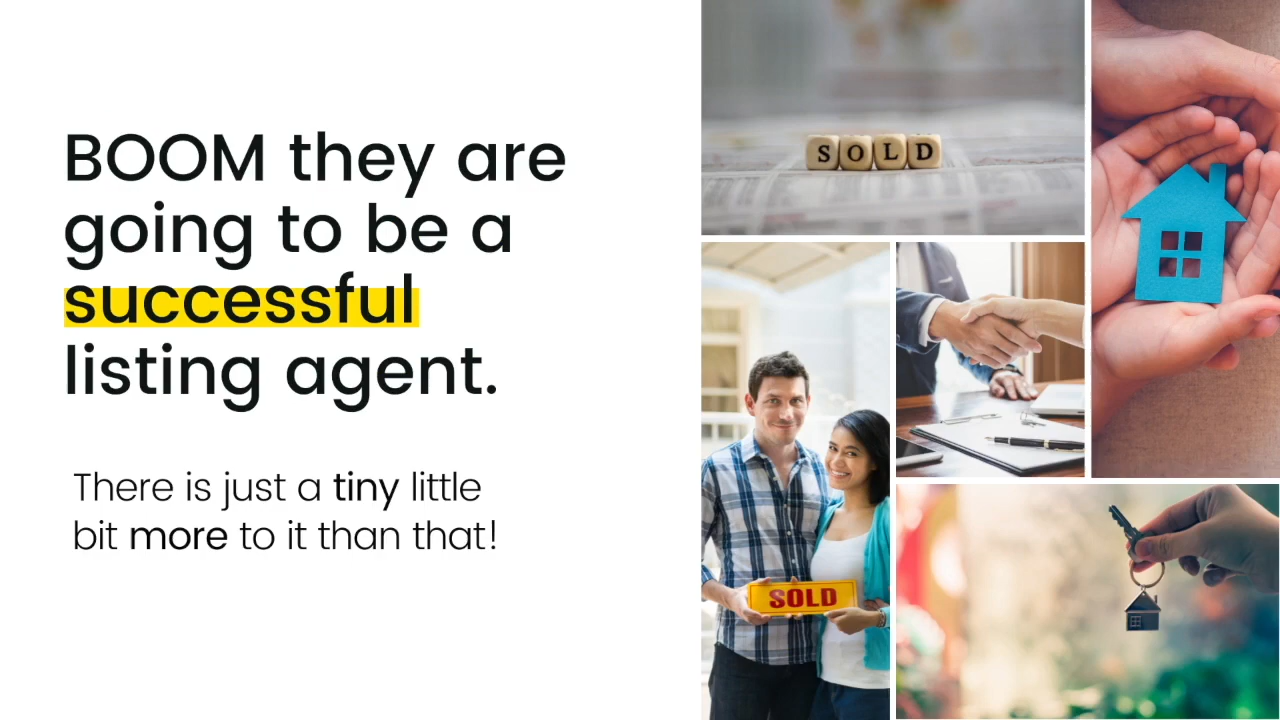 BOOM they are
going to be a
successful
listing agent.
There is just a tiny little
bit more to it than that!
SOLD
SOLD